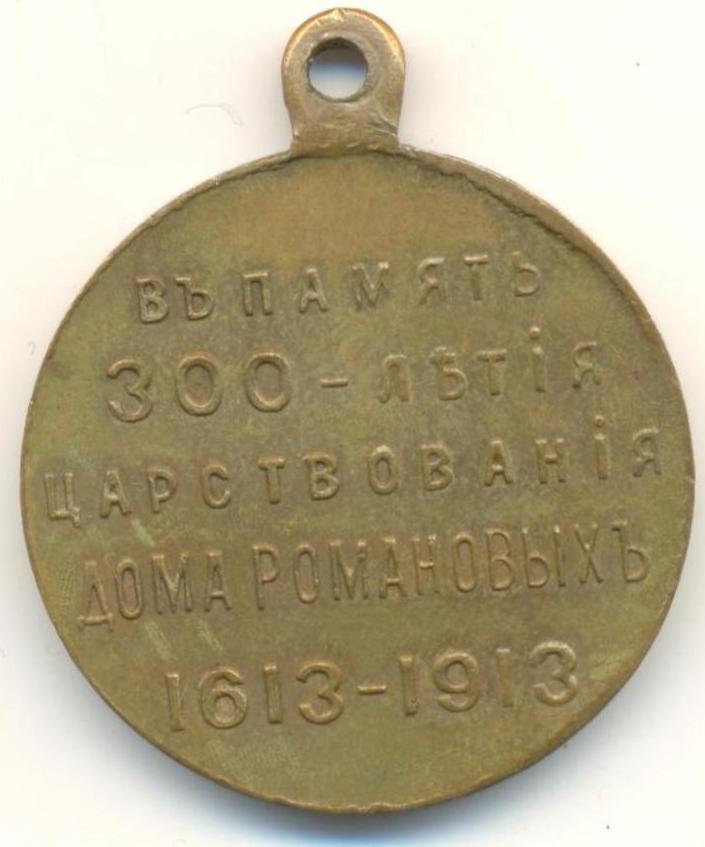 ВЪ ПАМЯТЬ
300-ЛѢТІЯ
ЦАРСТВОВАНІЯ
ДОМА РОМАНОВЫХЪ
1613-1913